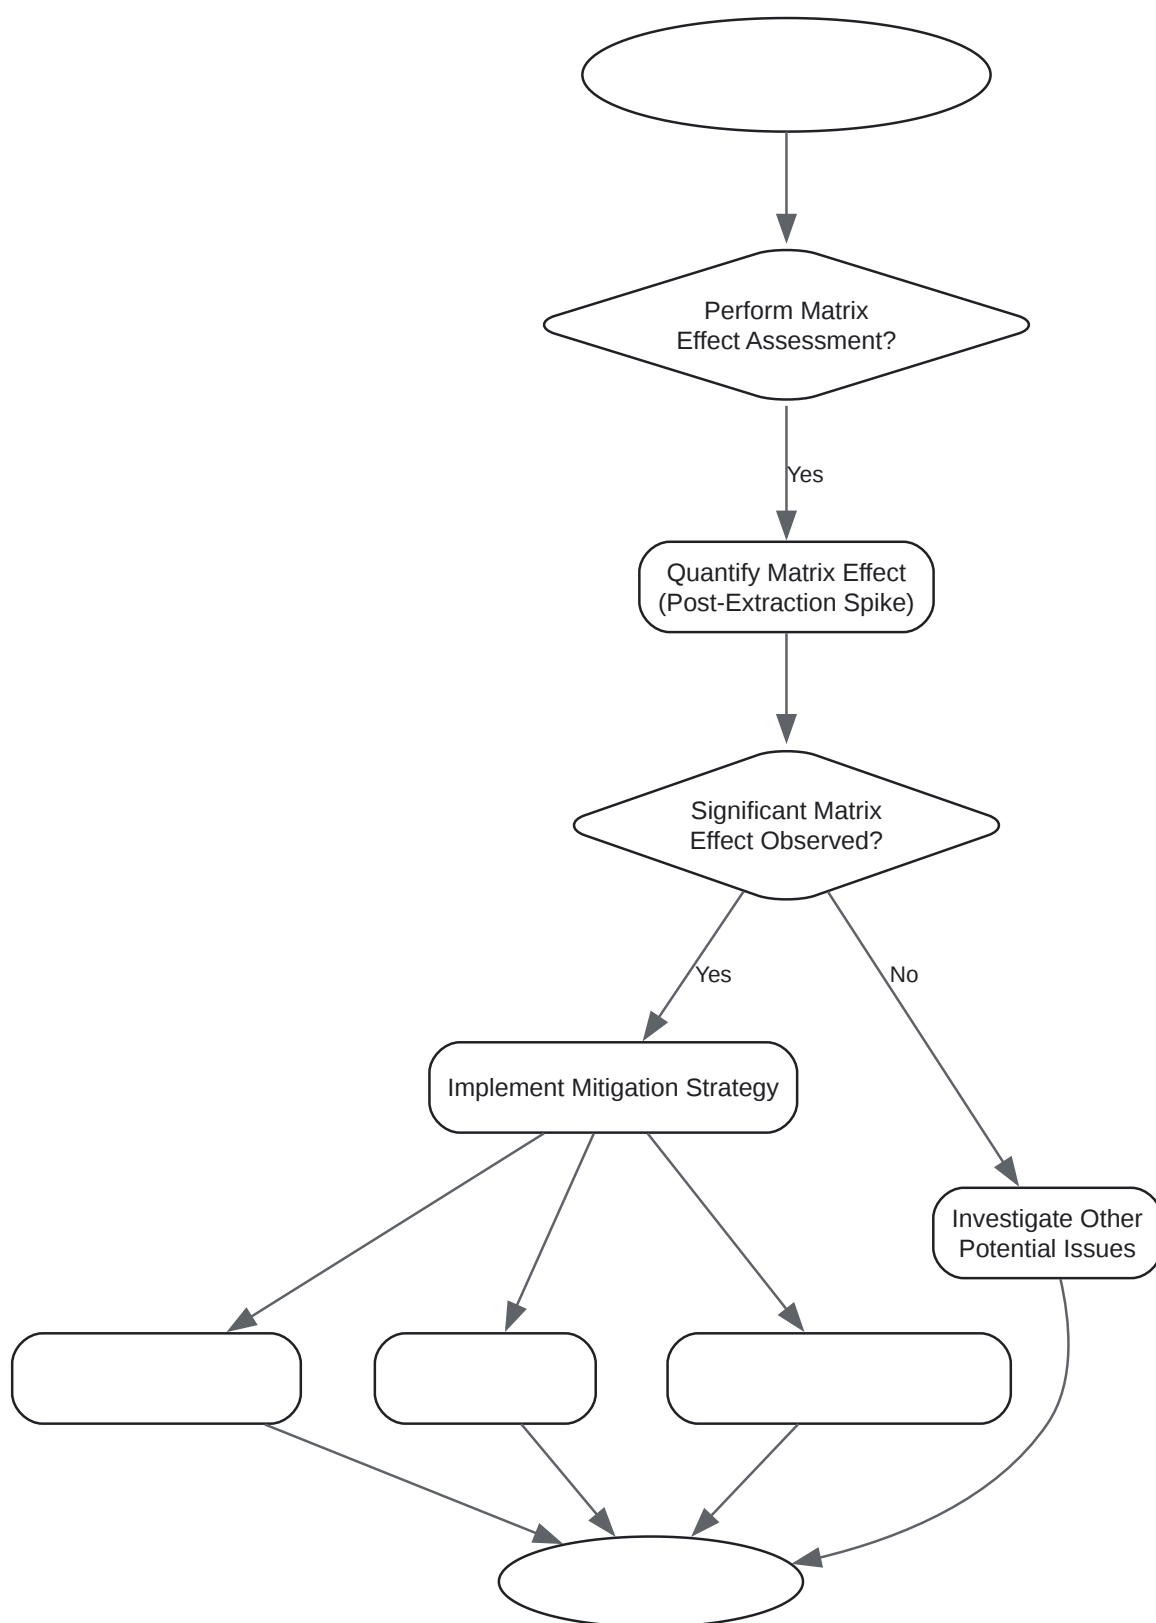 Perform Matrix
Effect Assessment?
Yes
Quantify Matrix Effect
(Post-Extraction Spike)
Significant Matrix
Effect Observed?
Yes
No
Implement Mitigation Strategy
Investigate Other
Potential Issues